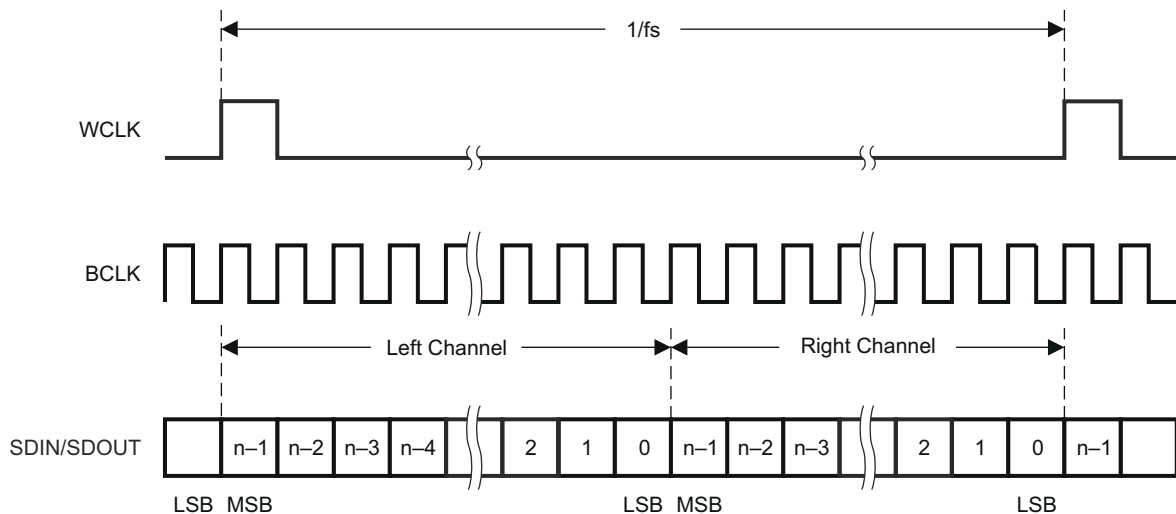 1/fs
WCLK
BCLK
Left Channel
Right Channel
SDIN/SDOUT
n–1 n–2 n–3 n–4 2 1 0 n–1 n–2 n–3 2 1 0 n–1
LSB MSB LSB MSB LSB